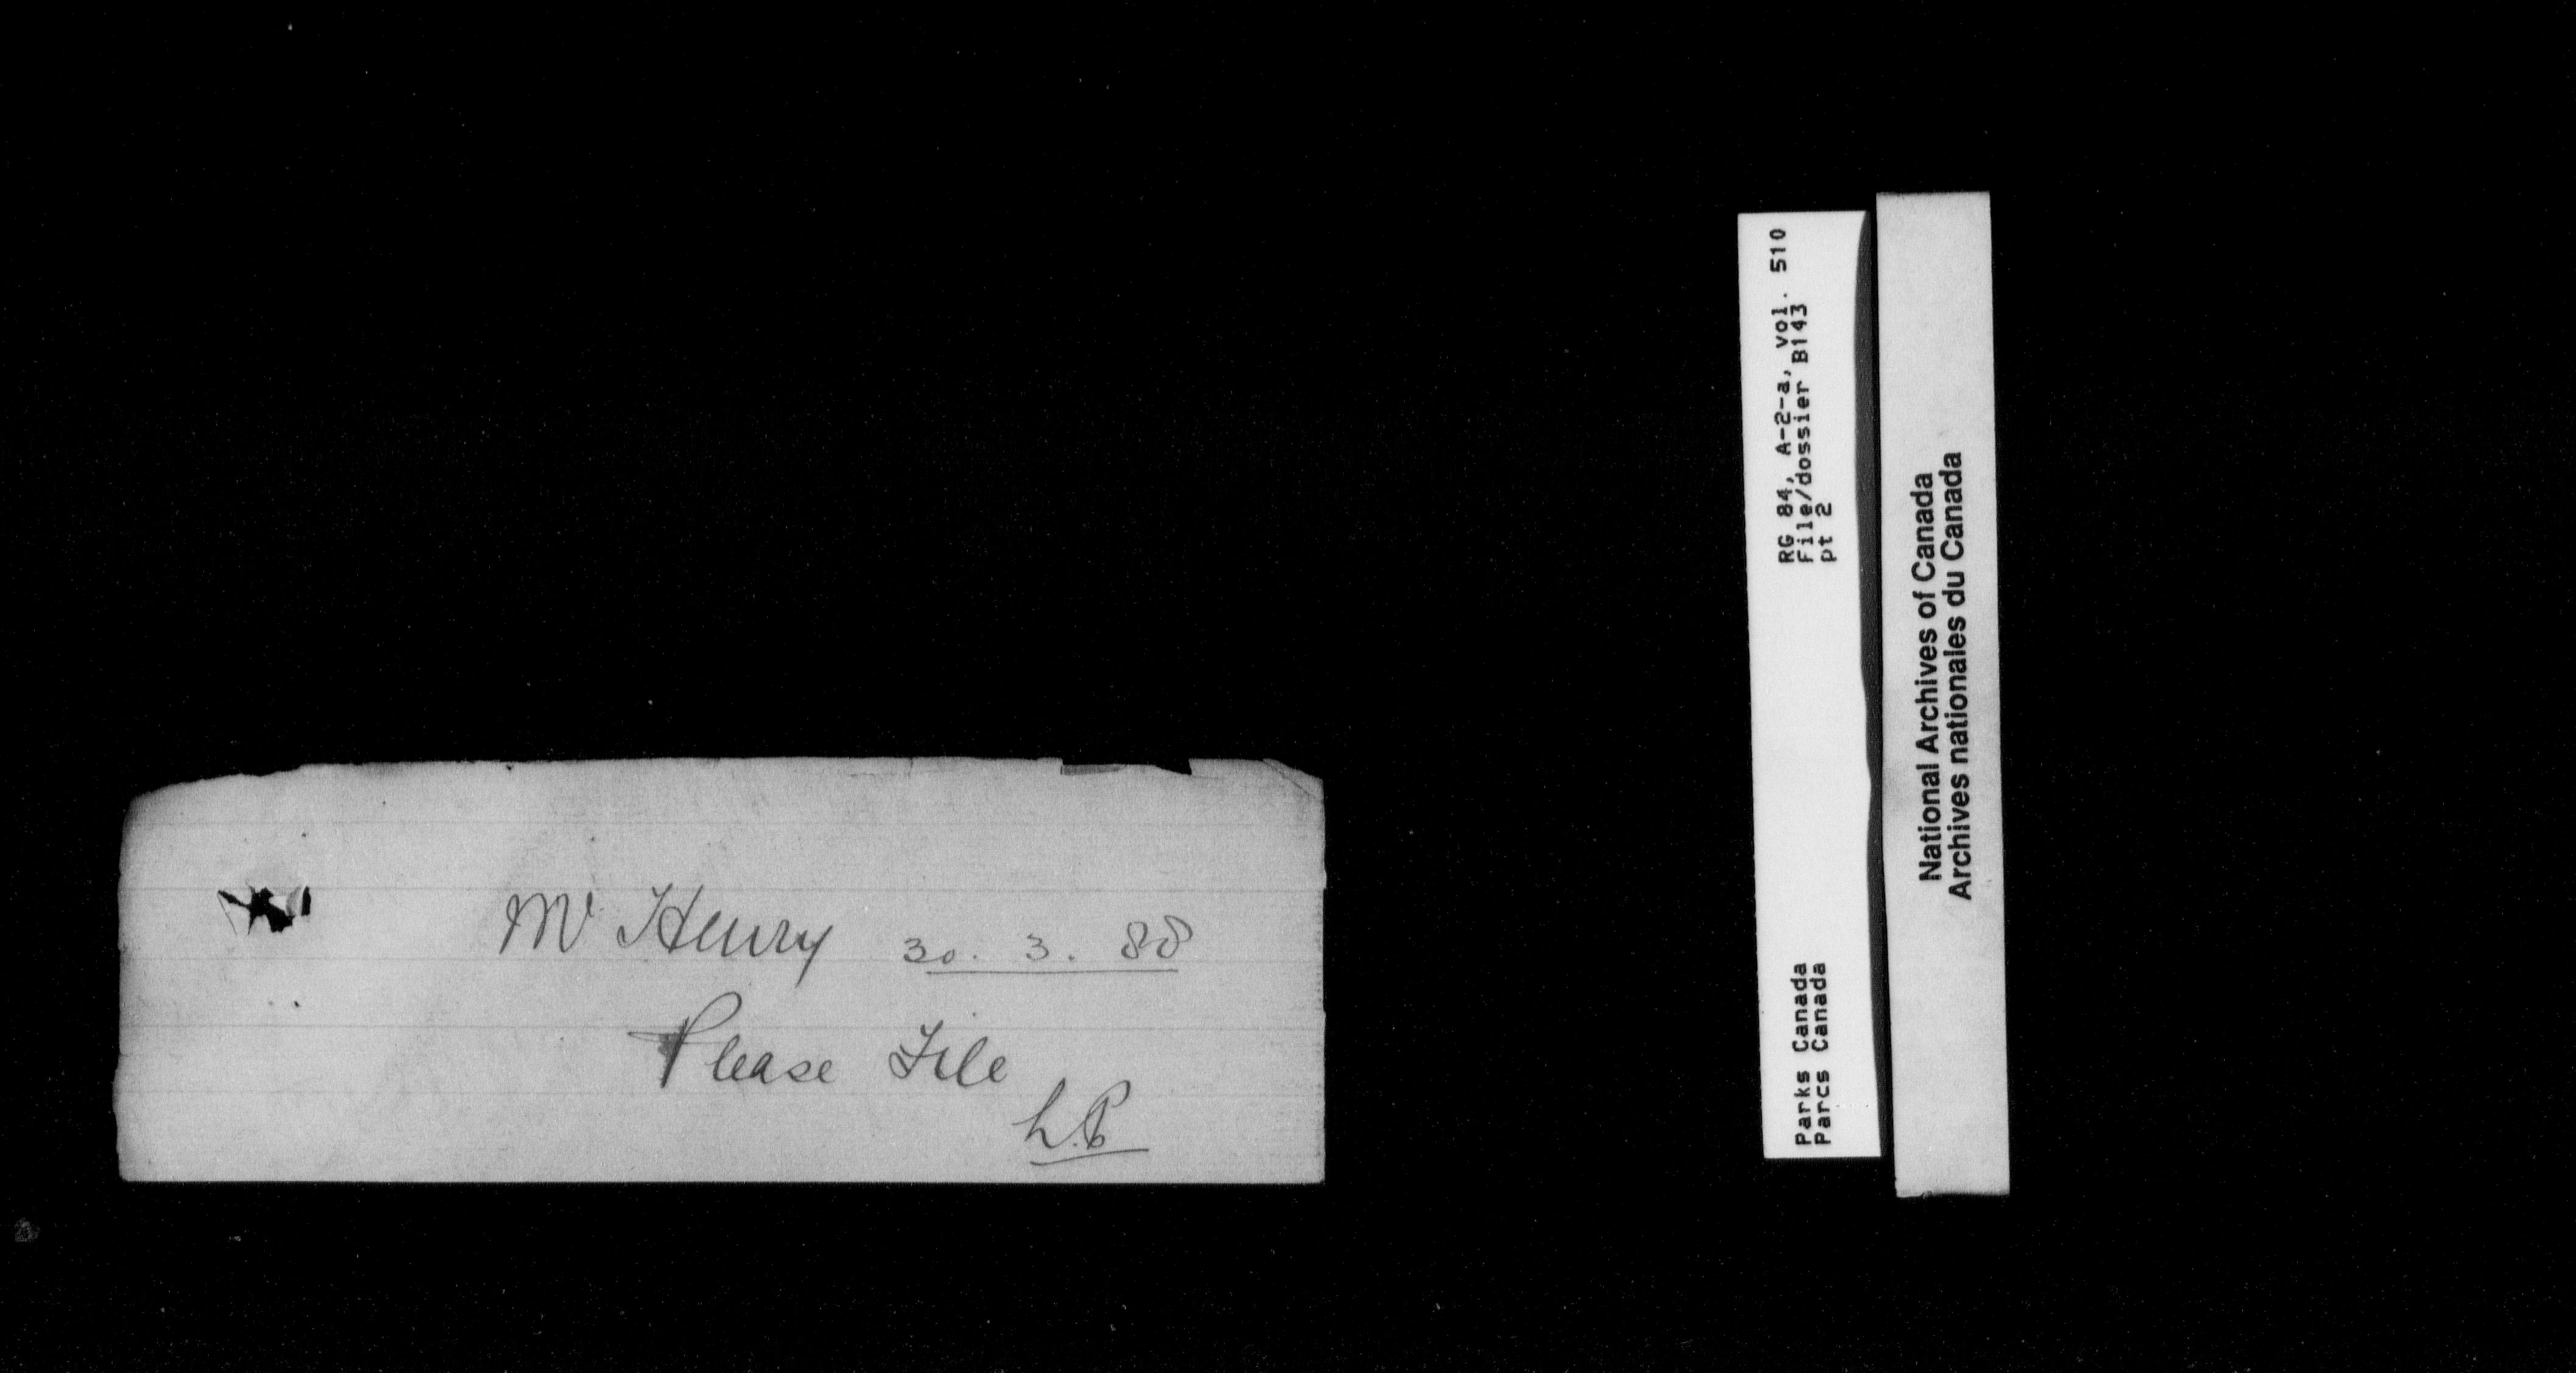 Mr Henry 30. 3. 88
Please File
L.P.
Parks Canada
Parcs Canada
RG 84, A-2-a, vol. 510
File/dossier B143
pt 2
National Archives of Canada
Archives nationales du Canada